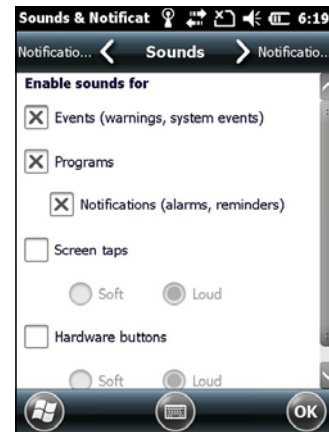 Sounds & Notificat 6:19
Notificatio... Sounds Notificatio..
Enable sounds for
Events (warnings, system events)
Programs
Notifications (alarms, reminders)
Screen taps
Soft Loud
Hardware buttons
Soft Loud
OK